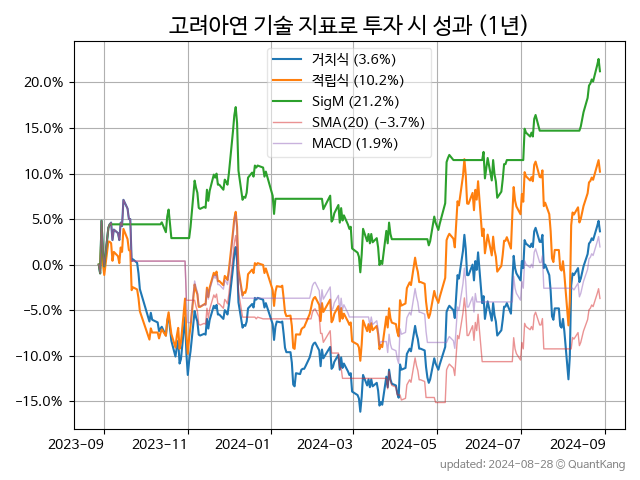 고려아연 기술 지표로 투자 시 성과 (1년)
거치식 (3.6%)
적립식 (10.2%)
SigM (21.2%)
SMA(20) (−3.7%)
MACD (1.9%)
20.0%
15.0%
10.0%
5.0%
0.0%
−5.0%
−10.0%
−15.0%
2023-09 2023-11 2024-01 2024-03 2024-05 2024-07 2024-09
updated: 2024-08-28 © QuantKang